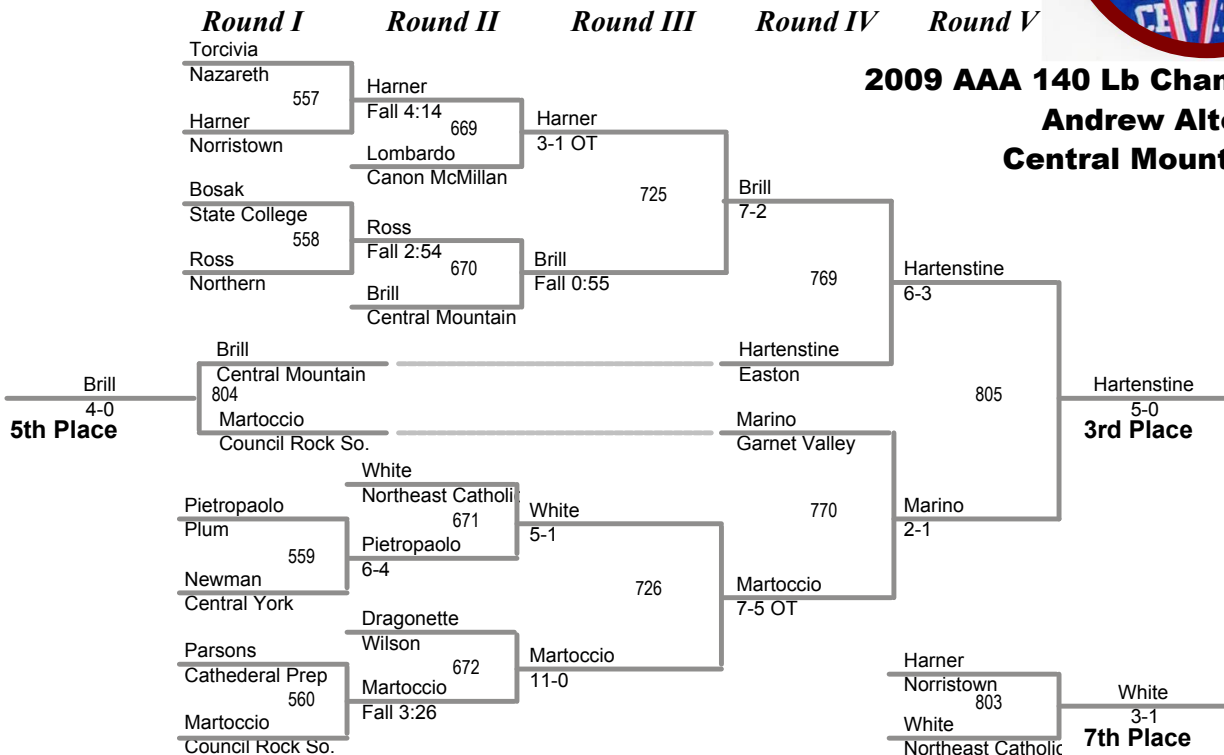 Round I Round II Round III Round IV Round V
2009 AAA 140 Lb
Andrew
Central
Torcivia
Nazareth
557
Harner
Norristown
Harner
Fall 4:14
669
Lombardo
Canon McMillan
Harner
3-1 OT
Bosak
State College
558
Ross
Northern
Ross
Fall 2:54
670
Brill
Central Mountain
Brill
Fall 0:55
725
Brill
7-2
769
Hartenstine
Easton
Hartenstine
6-3
Brill
Central Mountain
804
Martoccio
Council Rock So.
Brill
4-0
5th Place
Marino
Garnet Valley
770
Marino
2-1
805
Hartenstine
5-0
3rd Place
White
Northeast Catholic
671
Pietropaolo
Plum
559
Newman
Central York
Pietropaolo
6-4
White
5-1
726
Martoccio
7-5 OT
Dragonette
Wilson
672
Parsons
Cathederal Prep
560
Martoccio
Council Rock So.
Martoccio
Fall 3:26
Martoccio
11-0
Harner
Norristown
803
White
Northeast Catholic
White
3-1
7th Place